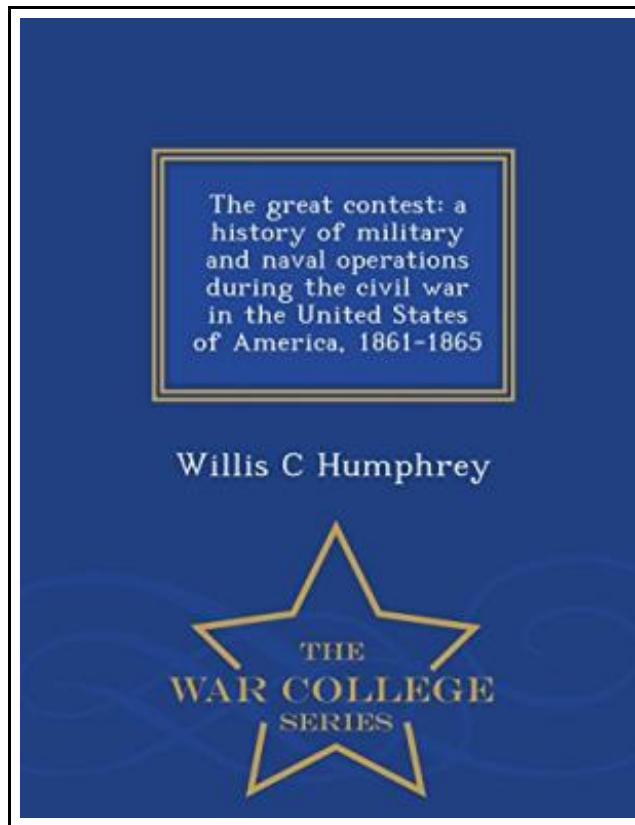 The great contest: a
history of military
and naval operations
during the civil war
in the United States
of America, 1861-1865
Willis C Humphrey
THE
WAR COLLEGE
SERIES